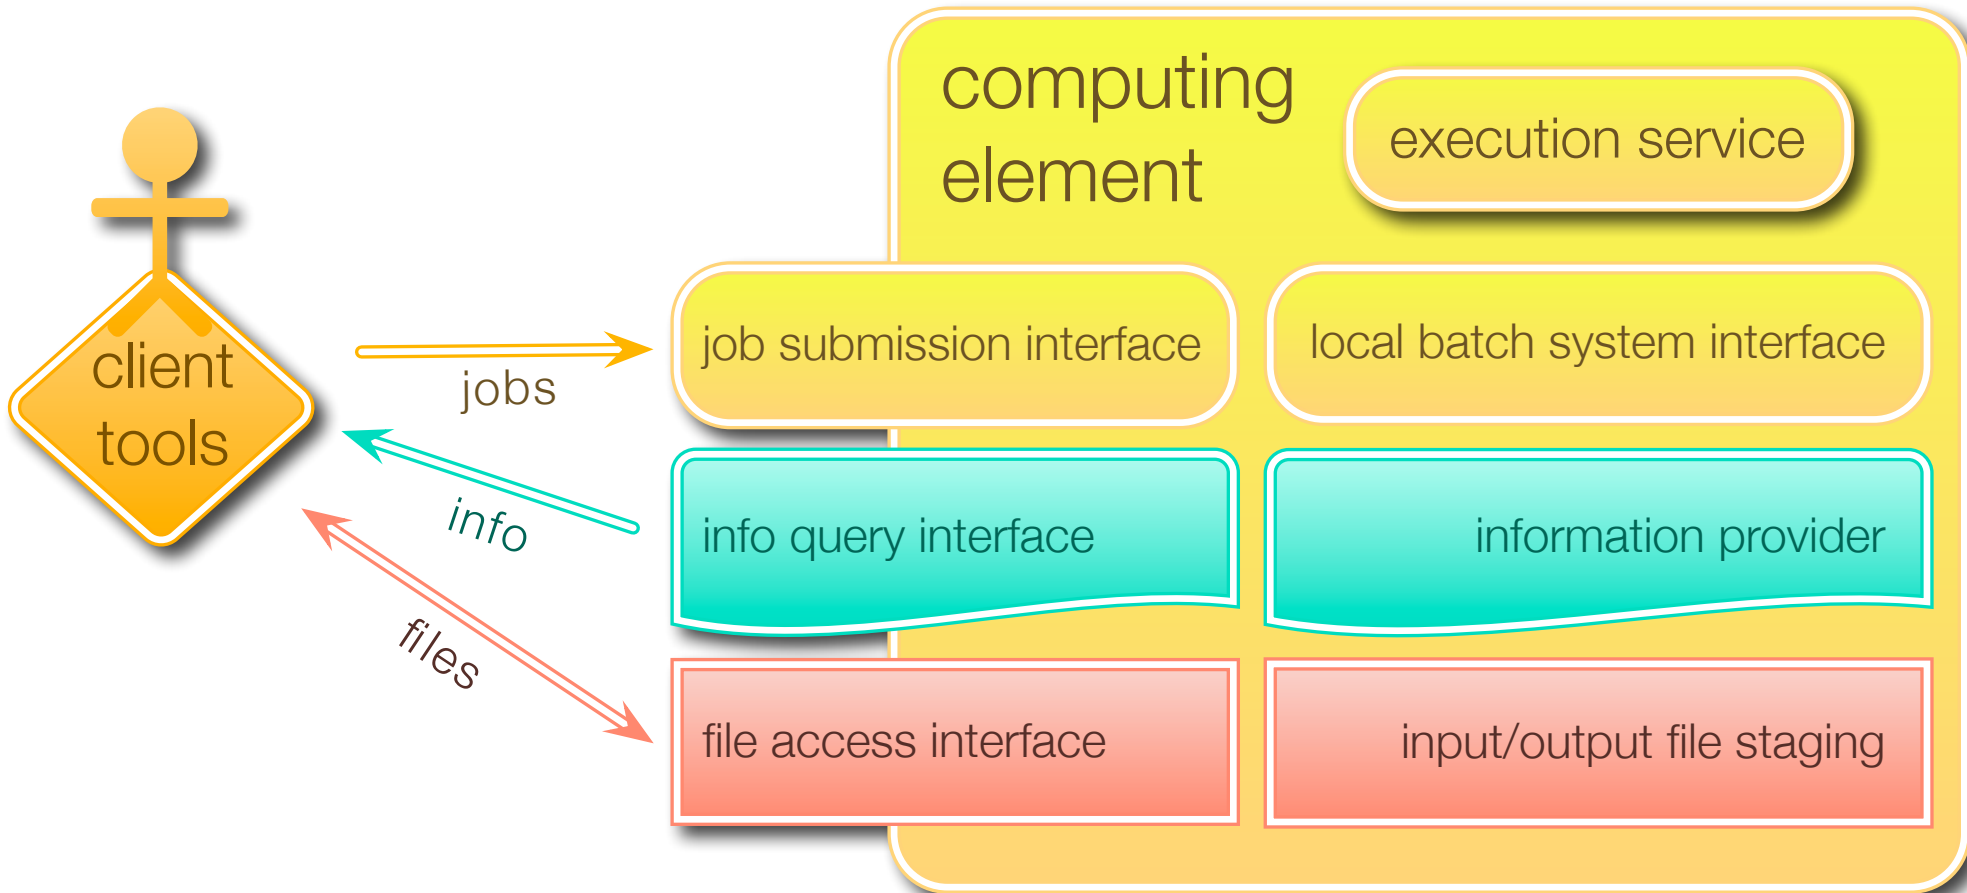 computing
element
execution service
client
tools
jobs
info
files
job submission interface
local batch system interface
info query interface
information provider
file access interface
input/output file staging